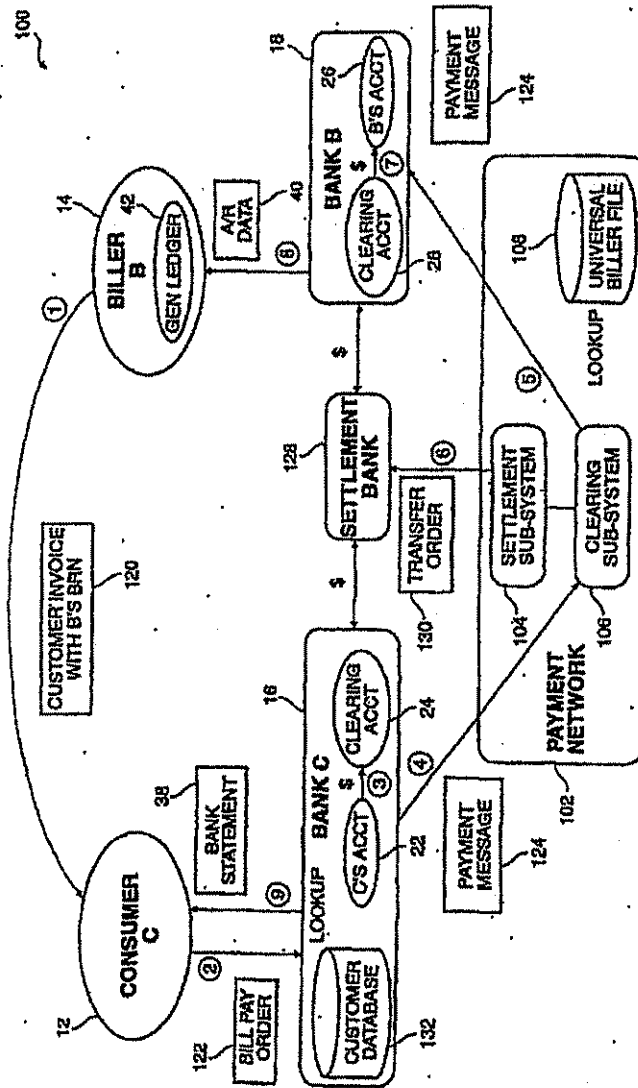 100
CONSUMER
C
12
CUSTOMER INVOICE
WITH B'S BRN
120
1
BILLER
B
14
42
GEN LEDGER
122
BILL PAY
ORDER
2
9
BANK
STATEMENT
38
8
A/R
DATA
40
LOOKUP
BANK C
16
CUSTOMER
DATABASE
132
C'S ACCT
22
$
3
CLEARING
ACCT
24
$
128
SETTLEMENT
BANK
$
BANK B
18
CLEARING
ACCT
28
$
7
B'S ACCT
26
PAYMENT
MESSAGE
124
4
TRANSFER
ORDER
130
6
5
PAYMENT
MESSAGE
124
102
PAYMENT
NETWORK
104
SETTLEMENT
SUB-SYSTEM
CLEARING
SUB-SYSTEM
106
LOOKUP
UNIVERSAL
BILLER FILE
108